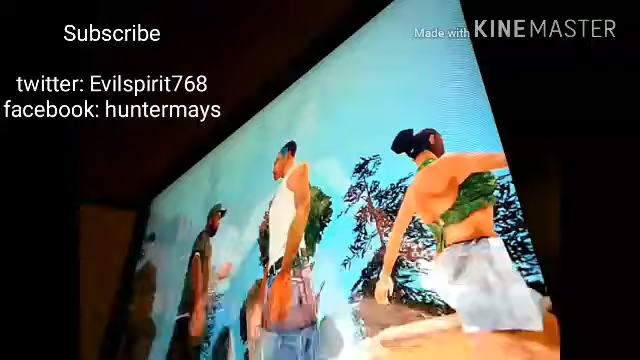 Subscribe
Made with KINEMASTER
twitter: Evilspirit768
facebook: huntermays